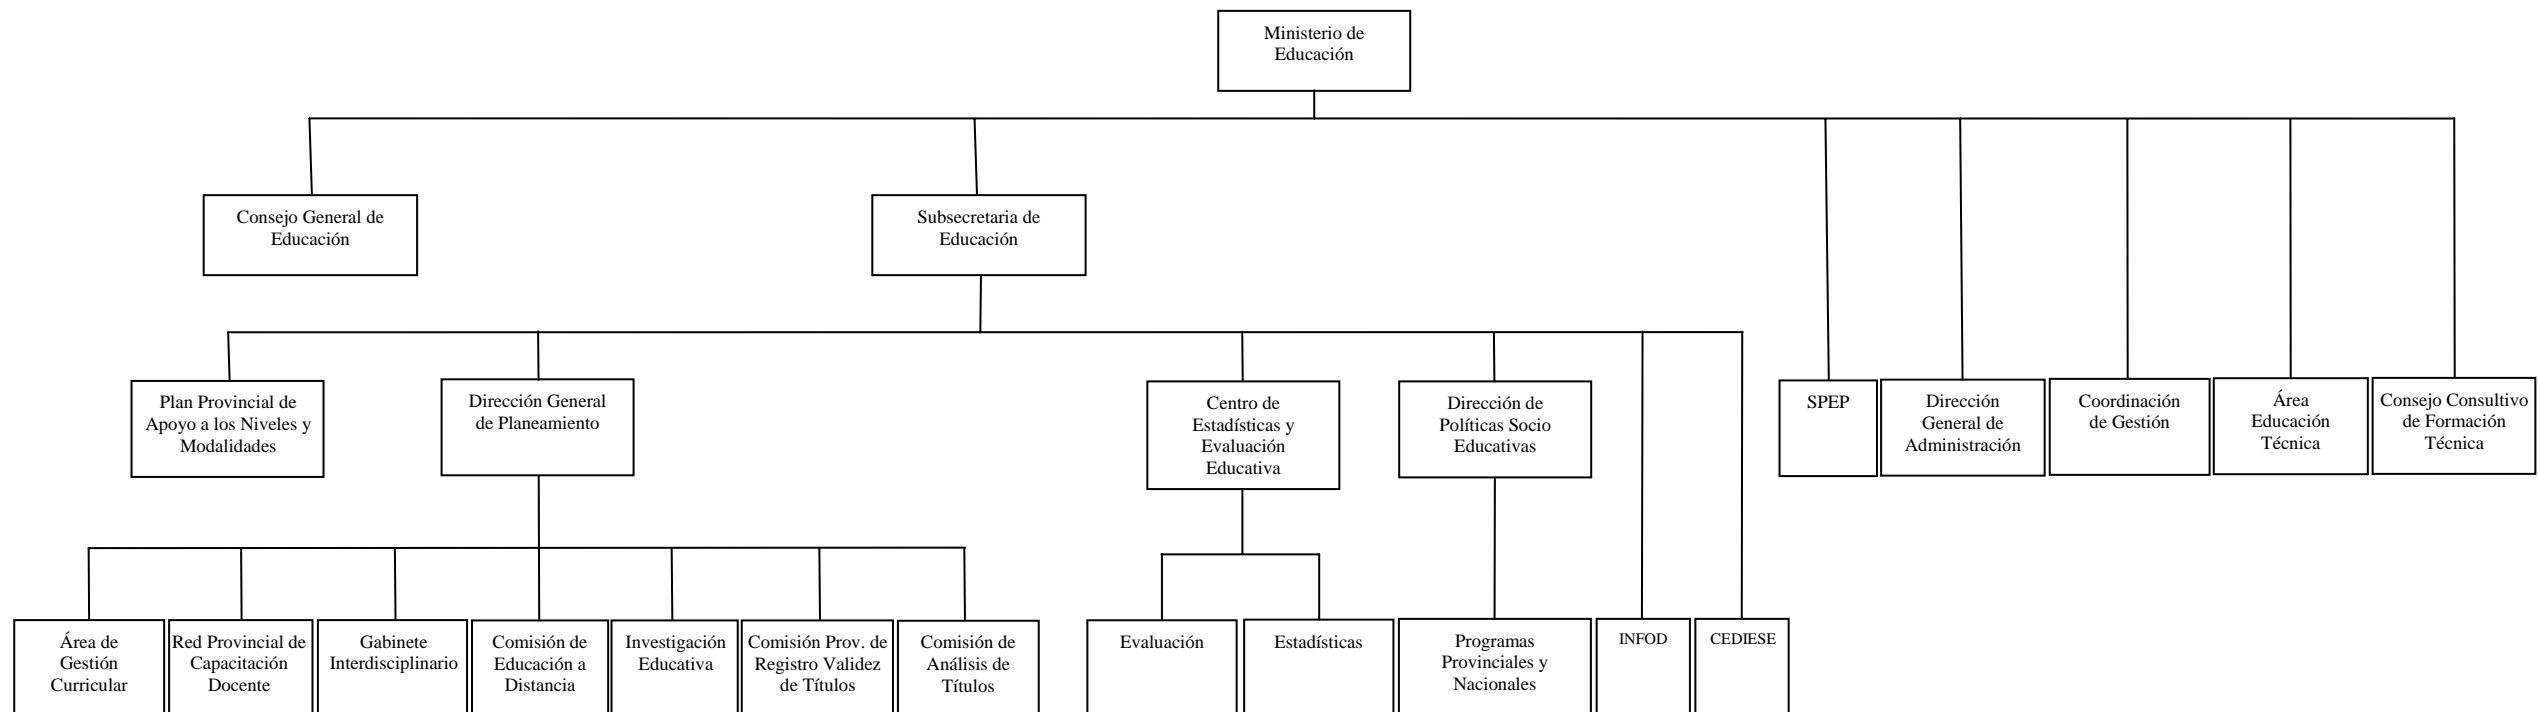 Ministerio de
Educación
Consejo General de
Educación
Subsecretaria de
Educación
Plan Provincial de
Apoyo a los Niveles y
Modalidades
Dirección General
de Planeamiento
Centro de
Estadísticas y
Evaluación
Educativa
Dirección de
Políticas Socio
Educativas
SPEP
Dirección
General de
Administración
Coordinación
de Gestión
Área
Educación
Técnica
Consejo Consultivo
de Formación
Técnica
Área de
Gestión
Curricular
Red Provincial de
Capacitación
Docente
Gabinete
Interdisciplinario
Comisión de
Educación a
Distancia
Investigación
Educativa
Comisión Prov. de
Registro Validez
de Títulos
Comisión de
Análisis de
Títulos
Evaluación
Estadísticas
Programas
Provinciales y
Nacionales
INFOD
CEDIESE